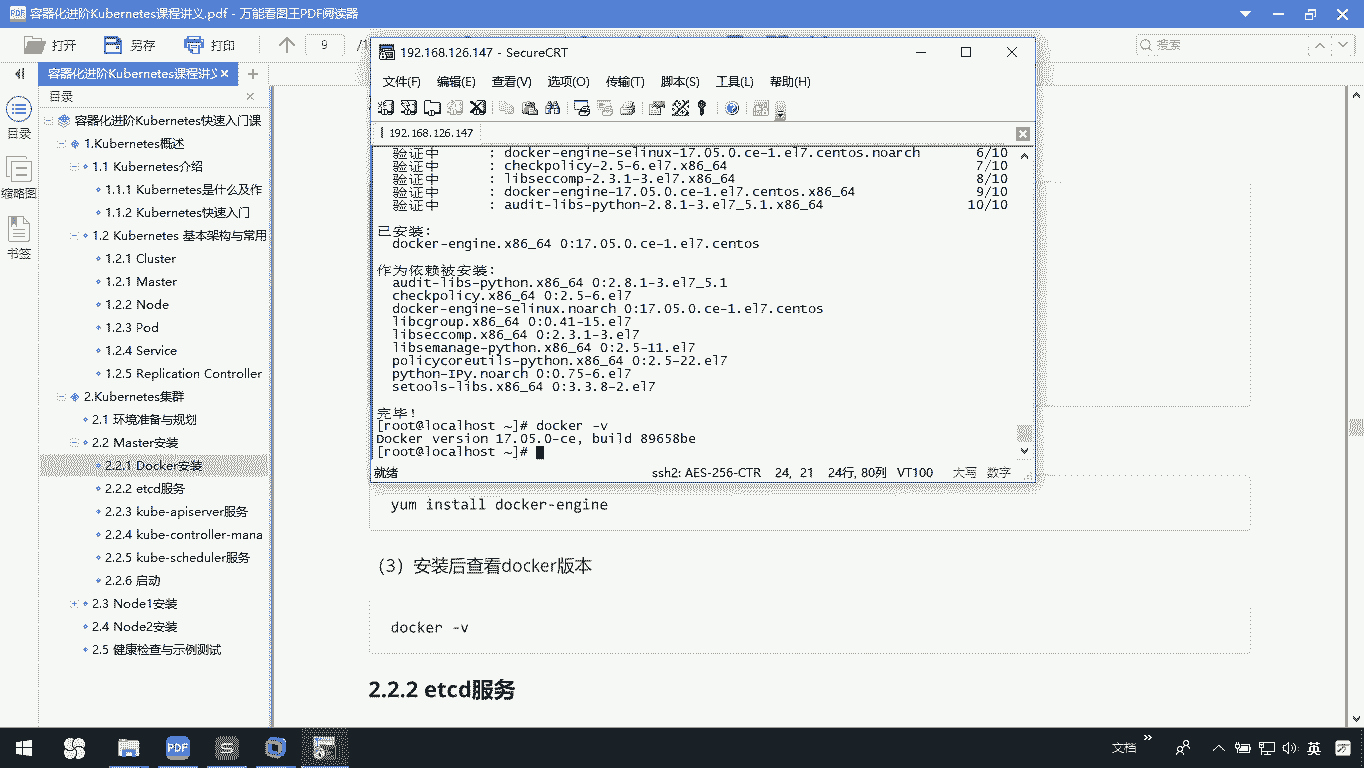 容器化进阶Kubernetes课程讲义.pdf - 万能看图王PDF阅读器
打开
另存
打印
9
搜索
容器化进阶Kubernetes课程讲义
目录
目录
缩略图
书签
容器化进阶Kubernetes快速入门课
1.Kubernetes概述
1.1 Kubernetes介绍
1.1.1 Kubernetes是什么及作
1.1.2 Kubernetes快速入门
1.2 Kubernetes 基本架构与常用
1.2.1 Cluster
1.2.1 Master
1.2.2 Node
1.2.3 Pod
1.2.4 Service
1.2.5 Replication Controller
2.Kubernetes集群
2.1 环境准备与规划
2.2 Master安装
2.2.1 Docker安装
2.2.2 etcd服务
2.2.3 kube-apiserver服务
2.2.4 kube-controller-mana
2.2.5 kube-scheduler服务
2.2.6 启动
2.3 Node1安装
2.4 Node2安装
2.5 健康检查与示例测试
192.168.126.147 - SecureCRT
文件(F) 编辑(E) 查看(V) 选项(O) 传输(T) 脚本(S) 工具(L) 帮助(H)
192.168.126.147
验证中 : docker-engine-selinux-17.05.0.ce-1.el7.centos.noarch 6/10
验证中 : checkpolicy-2.5-6.el7.x86_64 7/10
验证中 : libseccomp-2.3.1-3.el7.x86_64 8/10
验证中 : docker-engine-17.05.0.ce-1.el7.centos.x86_64 9/10
验证中 : audit-libs-python-2.8.1-3.el7_5.1.x86_64 10/10
已安装:
docker-engine.x86_64 0:17.05.0.ce-1.el7.centos
作为依赖被安装:
audit-libs-python.x86_64 0:2.8.1-3.el7_5.1
checkpolicy.x86_64 0:2.5-6.el7
docker-engine-selinux.noarch 0:17.05.0.ce-1.el7.centos
libcgroup.x86_64 0:0.41-15.el7
libseccomp.x86_64 0:2.3.1-3.el7
libsemanage-python.x86_64 0:2.5-11.el7
policycoreutils-python.x86_64 0:2.5-22.el7
python-IPy.noarch 0:0.75-6.el7
setools-libs.x86_64 0:3.3.8-2.el7
完毕!
[root@localhost ~]# docker -v
Docker version 17.05.0-ce, build 89658be
[root@localhost ~]#
就绪 ssh2: AES-256-CTR 24, 21 24行, 80列 VT100 大写 数字
yum install docker-engine
（3）安装后查看docker版本
docker -v
2.2.2 etcd服务
PDF
文档
英